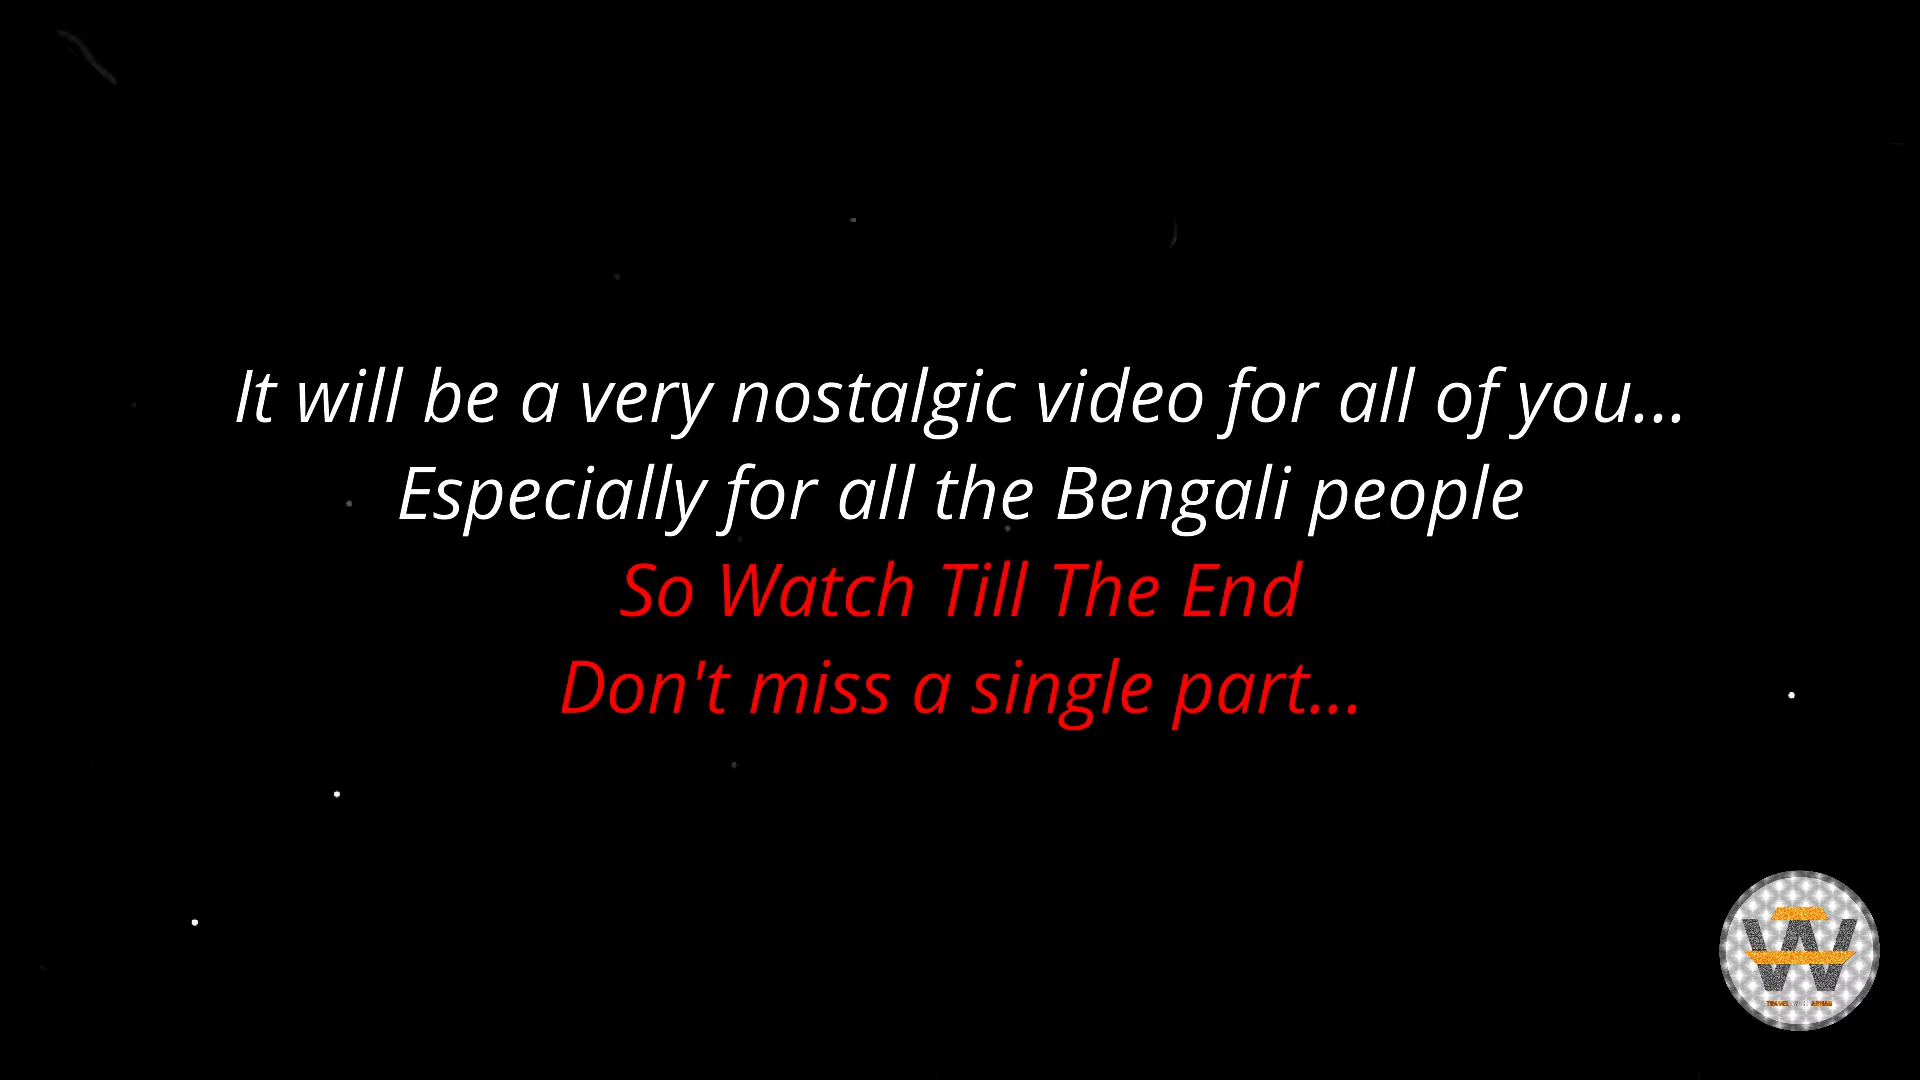 It will be a very nostalgic video for all of you...
Especially for all the Bengali people
So Watch Till The End
Don't miss a single part...
W
TRAVEL